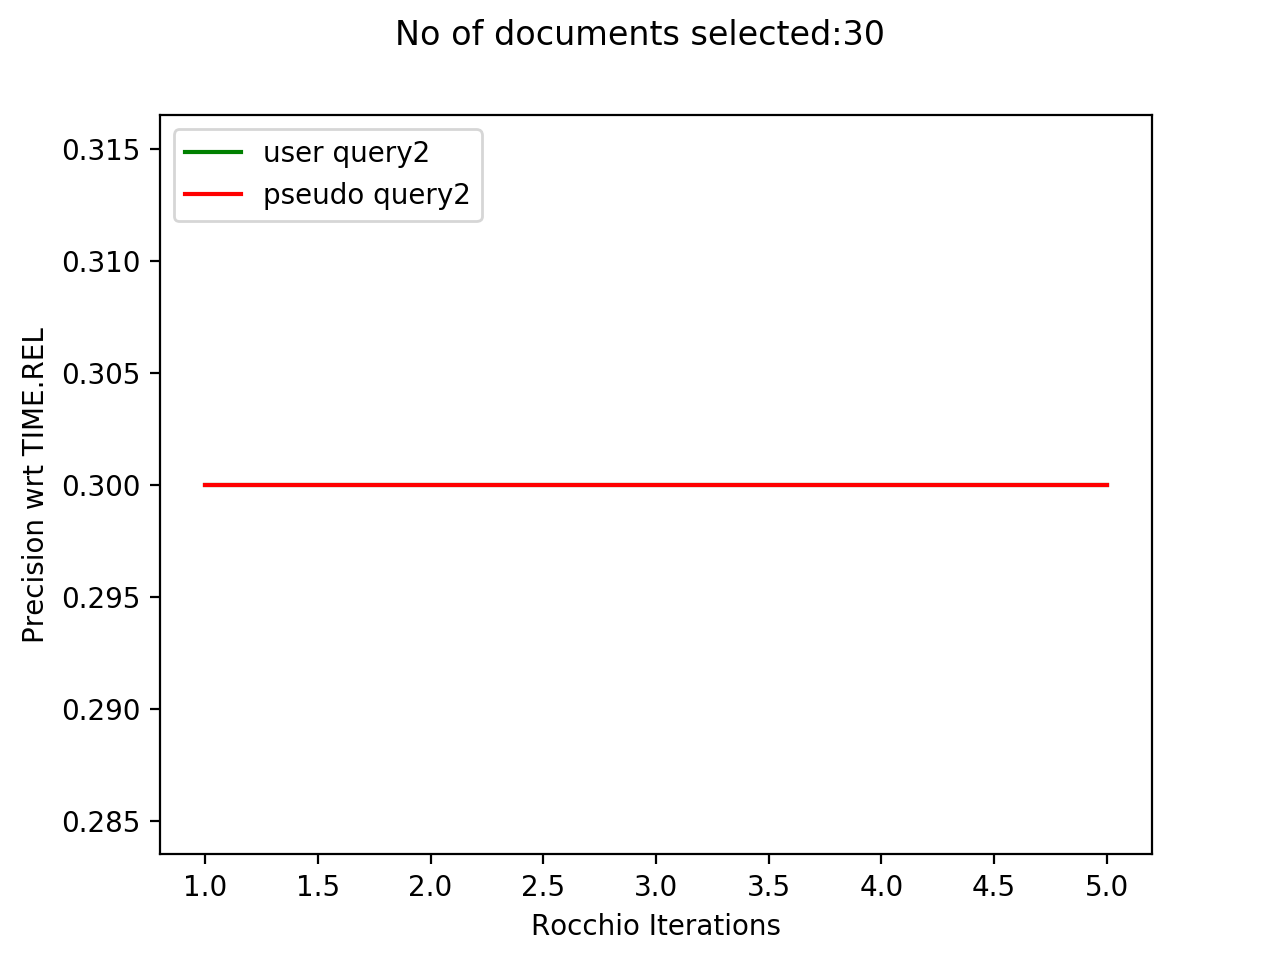 No of documents selected:30
user query2
pseudo query2
0.315
0.310
0.305
0.300
0.295
0.290
0.285
Precision wrt TIME.REL
1.0 1.5 2.0 2.5 3.0 3.5 4.0 4.5 5.0
Rocchio Iterations